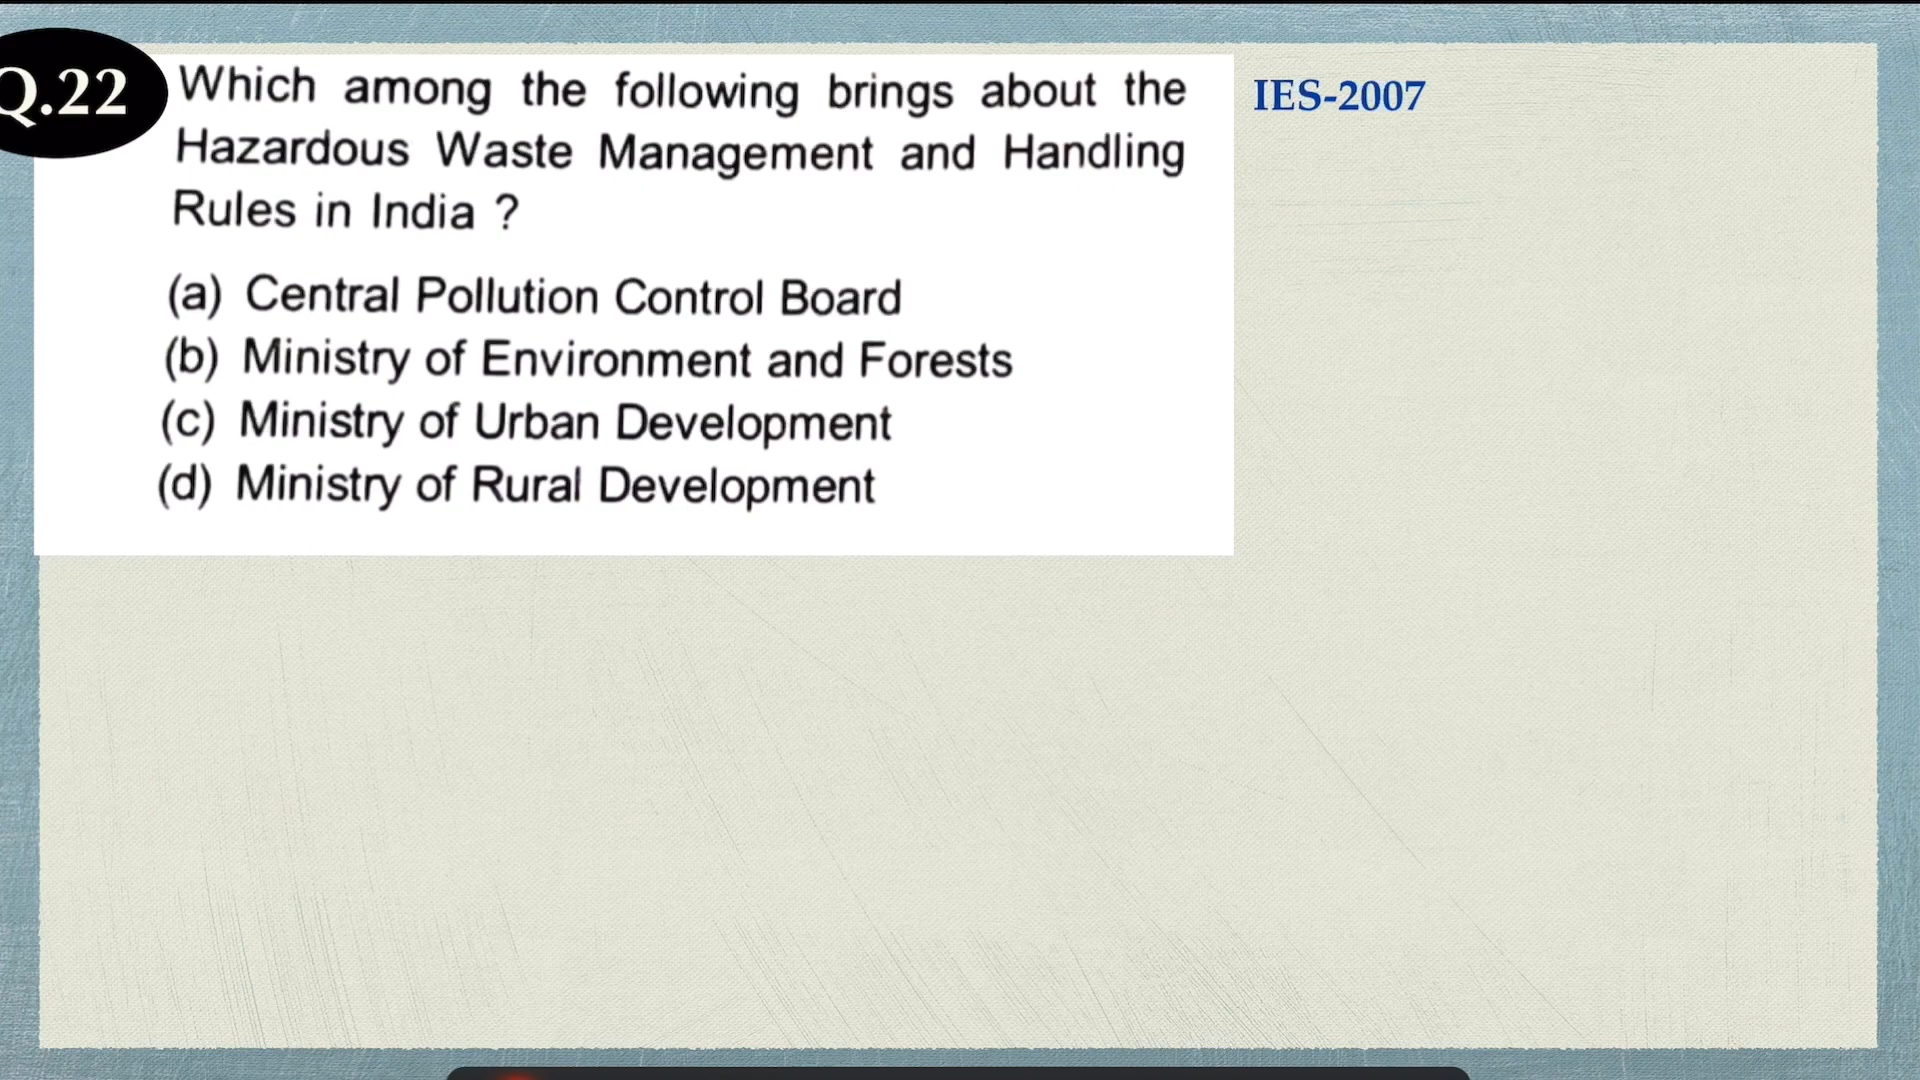 Q.22
Which among the following brings about the
Hazardous Waste Management and Handling
Rules in India ?
(a) Central Pollution Control Board
(b) Ministry of Environment and Forests
(c) Ministry of Urban Development
(d) Ministry of Rural Development
IES-2007